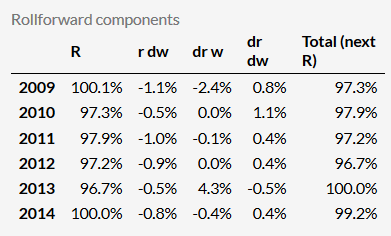 Rollforward components
R r dw dr w dr dw Total (next R)
2009 100.1% -1.1% -2.4% 0.8% 97.3%
2010 97.3% -0.5% 0.0% 1.1% 97.9%
2011 97.9% -1.0% -0.1% 0.4% 97.2%
2012 97.2% -0.9% 0.0% 0.4% 96.7%
2013 96.7% -0.5% 4.3% -0.5% 100.0%
2014 100.0% -0.8% -0.4% 0.4% 99.2%